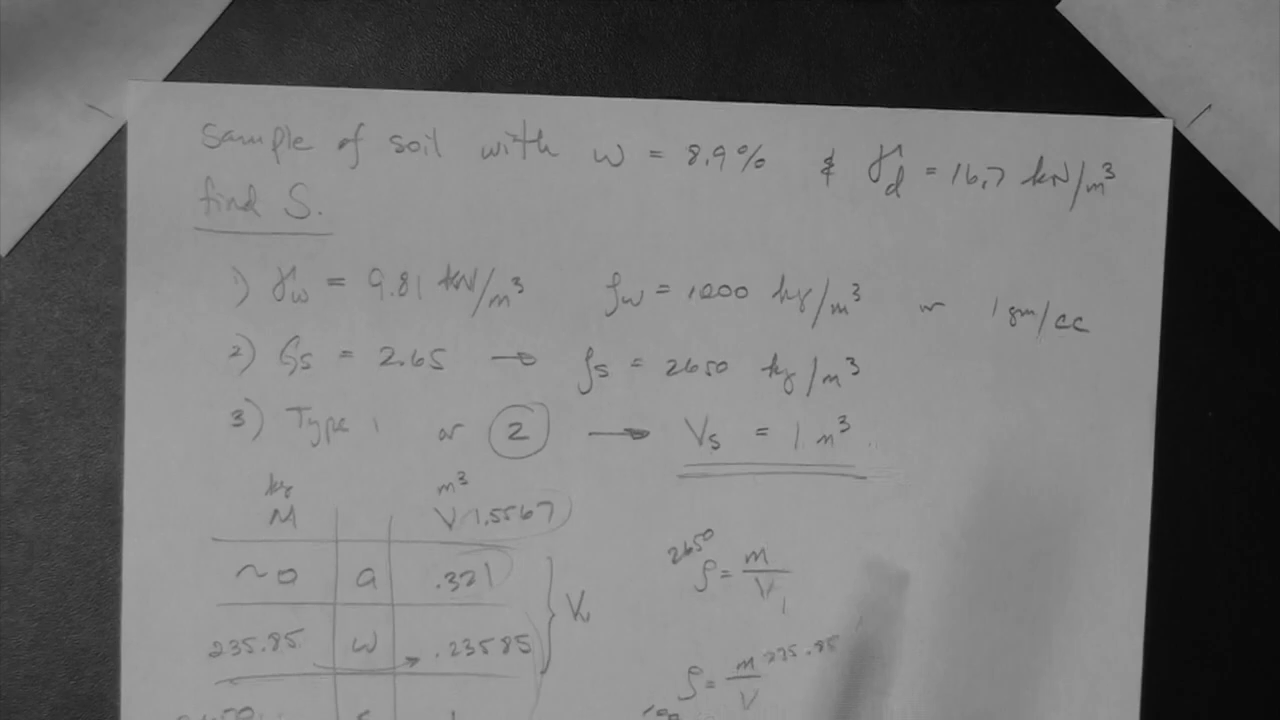 Sample of soil with w = 8.9% & γd = 16.7 kN/m³
find S.
1) γw = 9.81 kN/m³ ρw = 1000 kg/m³ or 1 gm/cc
2) Gs = 2.65 → ρs = 2650 kg/m³
3) Type 1 or 2 → Vs = 1 m³
kg m³
M V 1.5567
~0 a .321
Vv
235.85 w .23585
2650
ρ = m/V
ρ = m/V 235.85